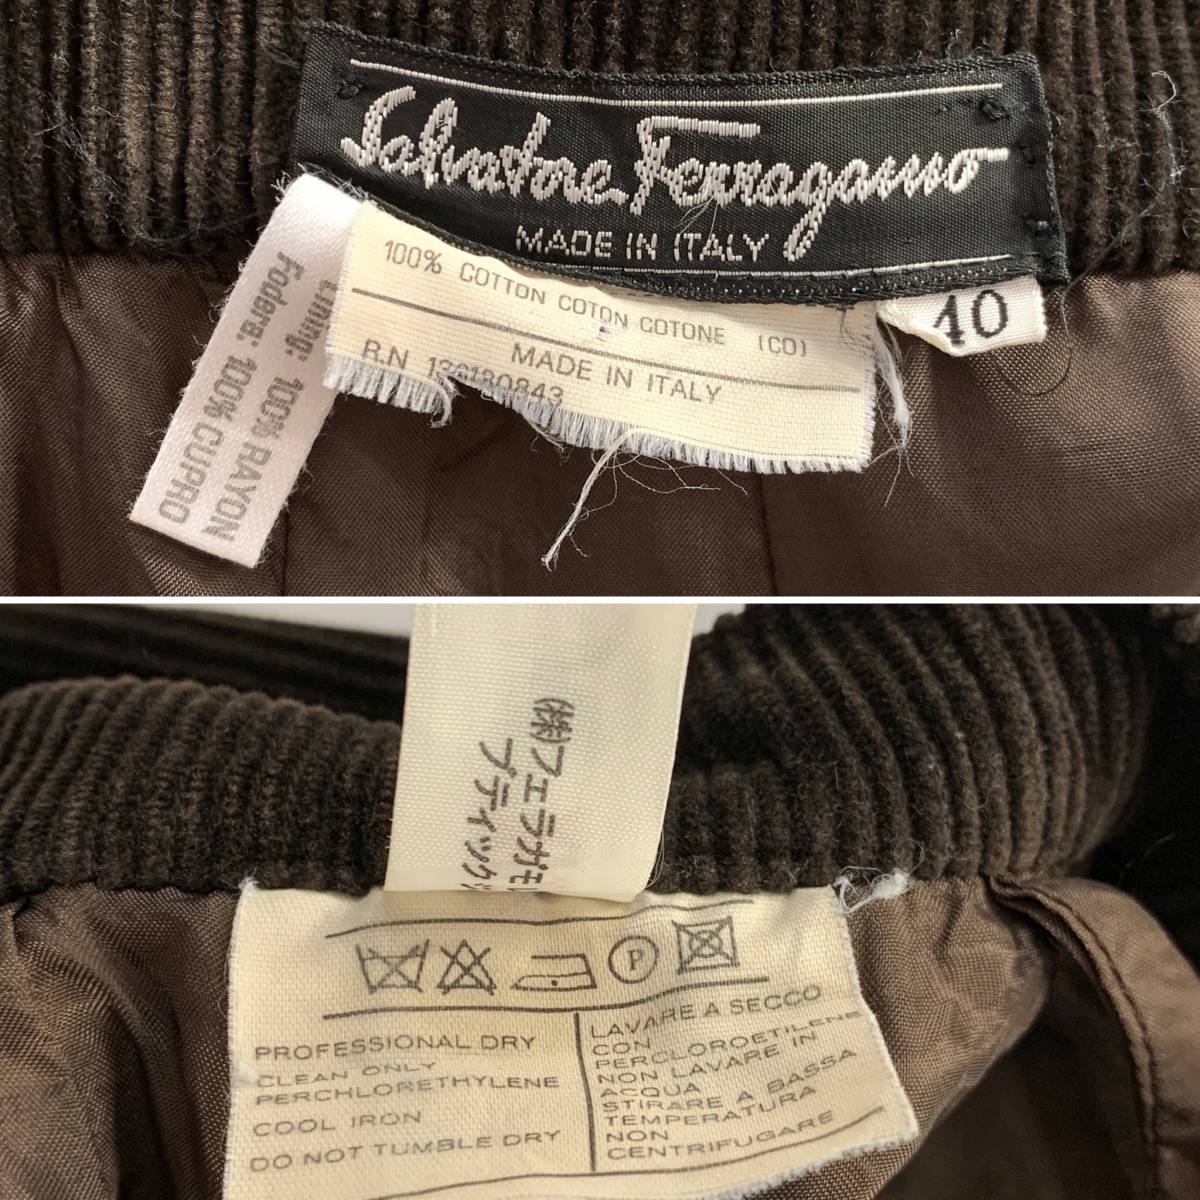 Salvatore Ferragamo
MADE IN ITALY
10
100% COTTON COTON COTONE (CO)
MADE IN ITALY
R.N
Lining: 100% RAYON
Fodera: 100% CUPRO
(株)フェラガモ
ブティック
P
PROFESSIONAL DRY
CLEAN ONLY
PERCHLORETHYLENE
COOL IRON
DO NOT TUMBLE DRY
LAVARE A SECCO
CON
PERCLOROETILENE
NON LAVARE IN
ACQUA
STIRARE A BASSA
TEMPERATURA
NON
CENTRIFUGARE